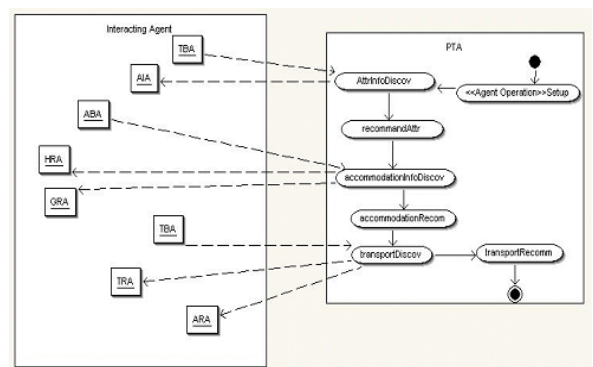 Interacting Agent
TBA
AIA
ABA
HRA
GRA
TBA
TRA
ARA
PTA
AttrInfoDiscov
<<Agent Operation>>Setup
recommandAttr
accommodationInfoDiscov
accommodationRecom
transportDiscov
transportRecomm